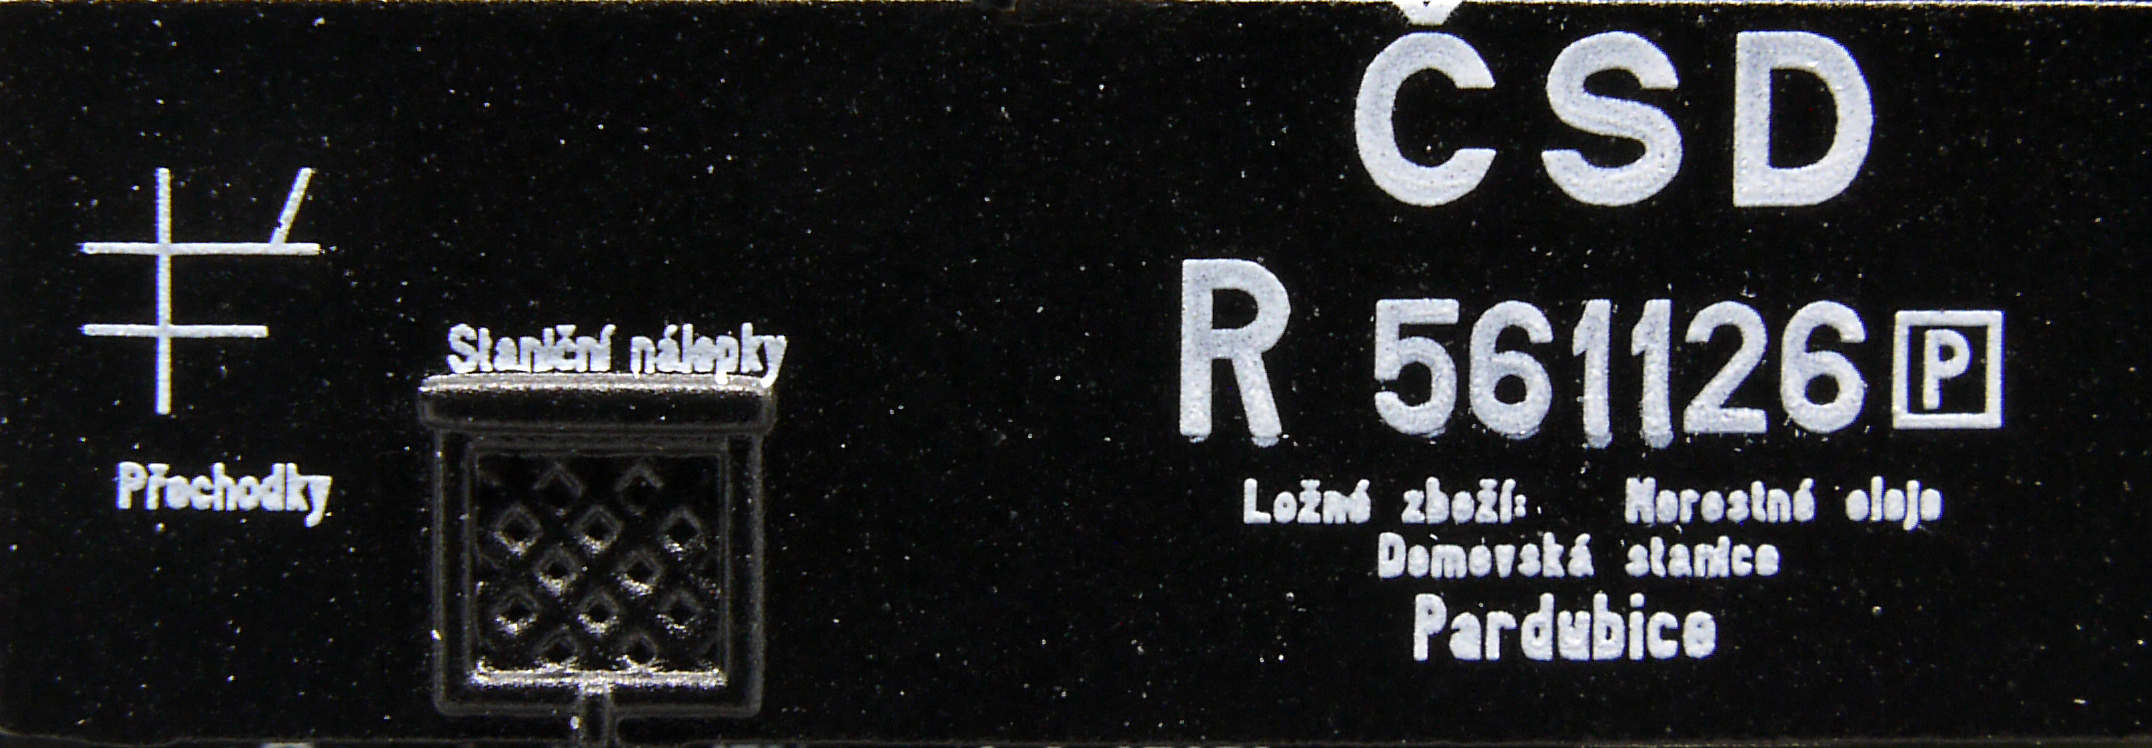 ČSD
R 561126 P
Staniční nálepky
Přechodky
Ložné zboží: Nerostné oleje
Domovská stanice
Pardubice